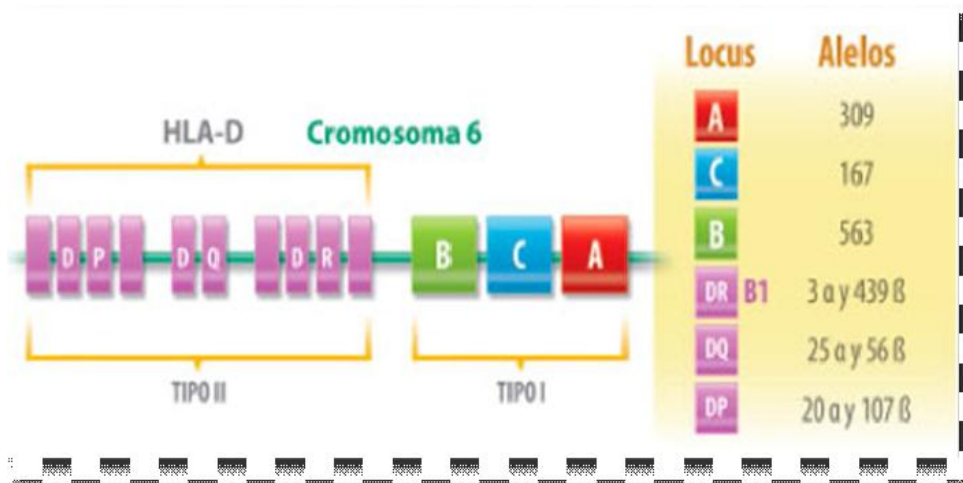 HLA-D
Cromosoma 6
D P D Q D R B C A
TIPO II
TIPO I
Locus Alelos
A 309
C 167
B 563
DR B1 3 α y 439 ß
DQ 25 α y 56 ß
DP 20 α y 107 ß